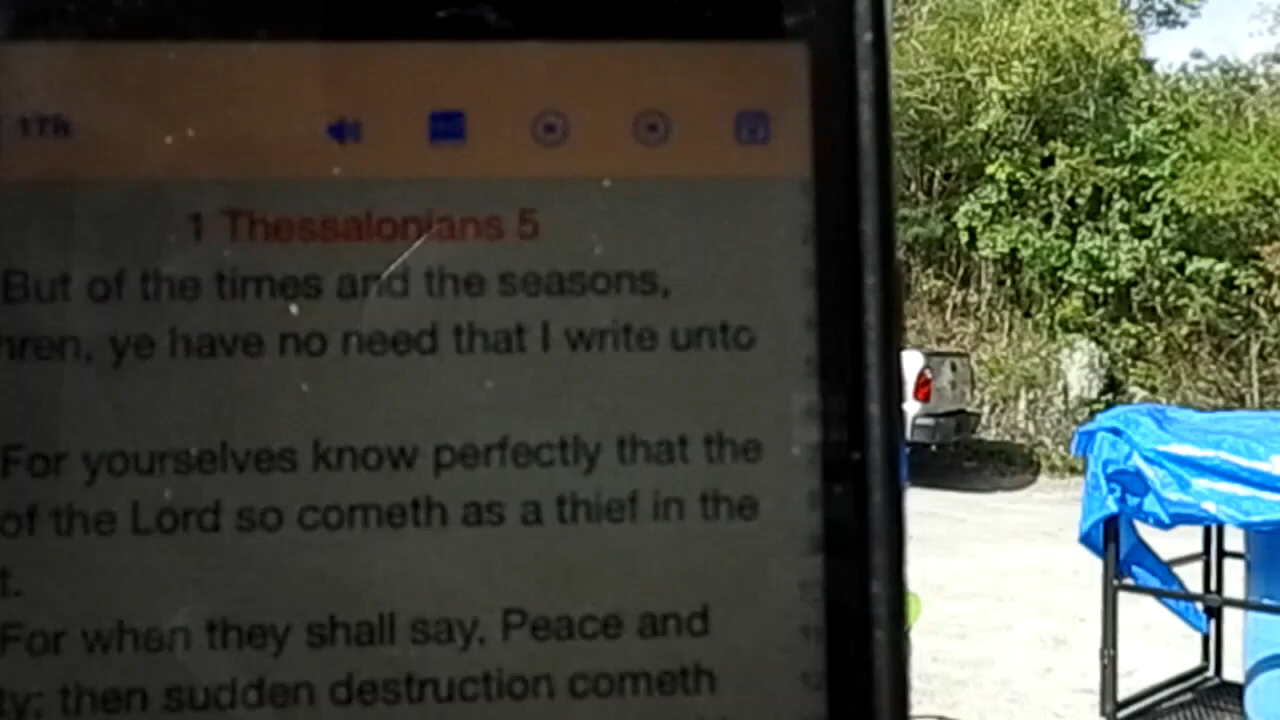 1Th
1 Thessalonians 5
But of the times and the seasons,
hren, ye have no need that I write unto
For yourselves know perfectly that the
of the Lord so cometh as a thief in the
t.
For when they shall say, Peace and
ty; then sudden destruction cometh